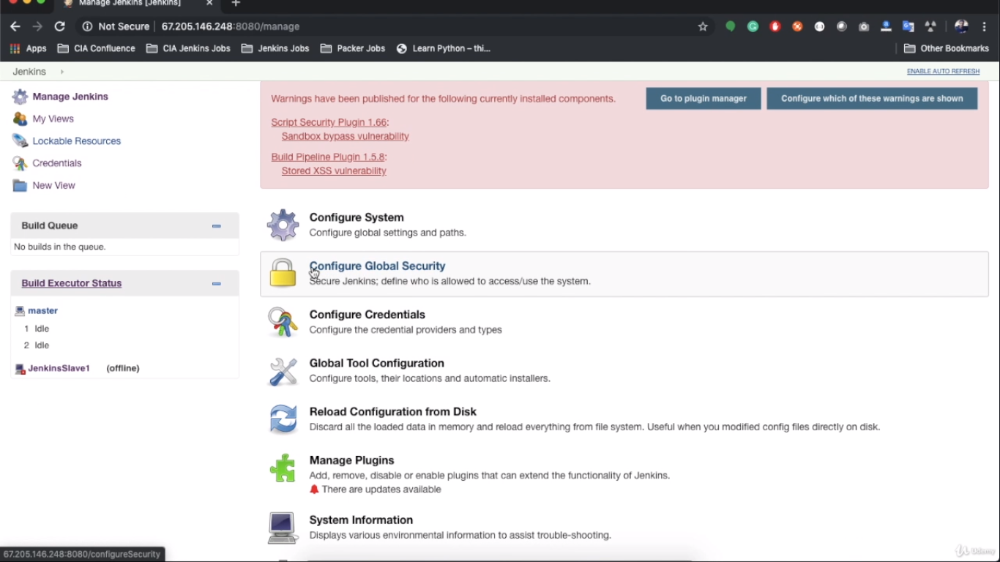 Manage Jenkins [Jenkins]
Not Secure | 67.205.146.248:8080/manage
Apps CIA Confluence CIA Jenkins Jobs Jenkins Jobs Packer Jobs Learn Python – thi... Other Bookmarks
Jenkins
ENABLE AUTO REFRESH
Manage Jenkins
My Views
Lockable Resources
Credentials
New View
Build Queue
No builds in the queue.
Build Executor Status
master
1 Idle
2 Idle
JenkinsSlave1 (offline)
Warnings have been published for the following currently installed components.
Go to plugin manager
Configure which of these warnings are shown
Script Security Plugin 1.66:
Sandbox bypass vulnerability
Build Pipeline Plugin 1.5.8:
Stored XSS vulnerability
Configure System
Configure global settings and paths.
Configure Global Security
Secure Jenkins; define who is allowed to access/use the system.
Configure Credentials
Configure the credential providers and types
Global Tool Configuration
Configure tools, their locations and automatic installers.
Reload Configuration from Disk
Discard all the loaded data in memory and reload everything from file system. Useful when you modified config files directly on disk.
Manage Plugins
Add, remove, disable or enable plugins that can extend the functionality of Jenkins.
There are updates available
System Information
Displays various environmental information to assist trouble-shooting.
67.205.146.248:8080/configureSecurity
Udemy